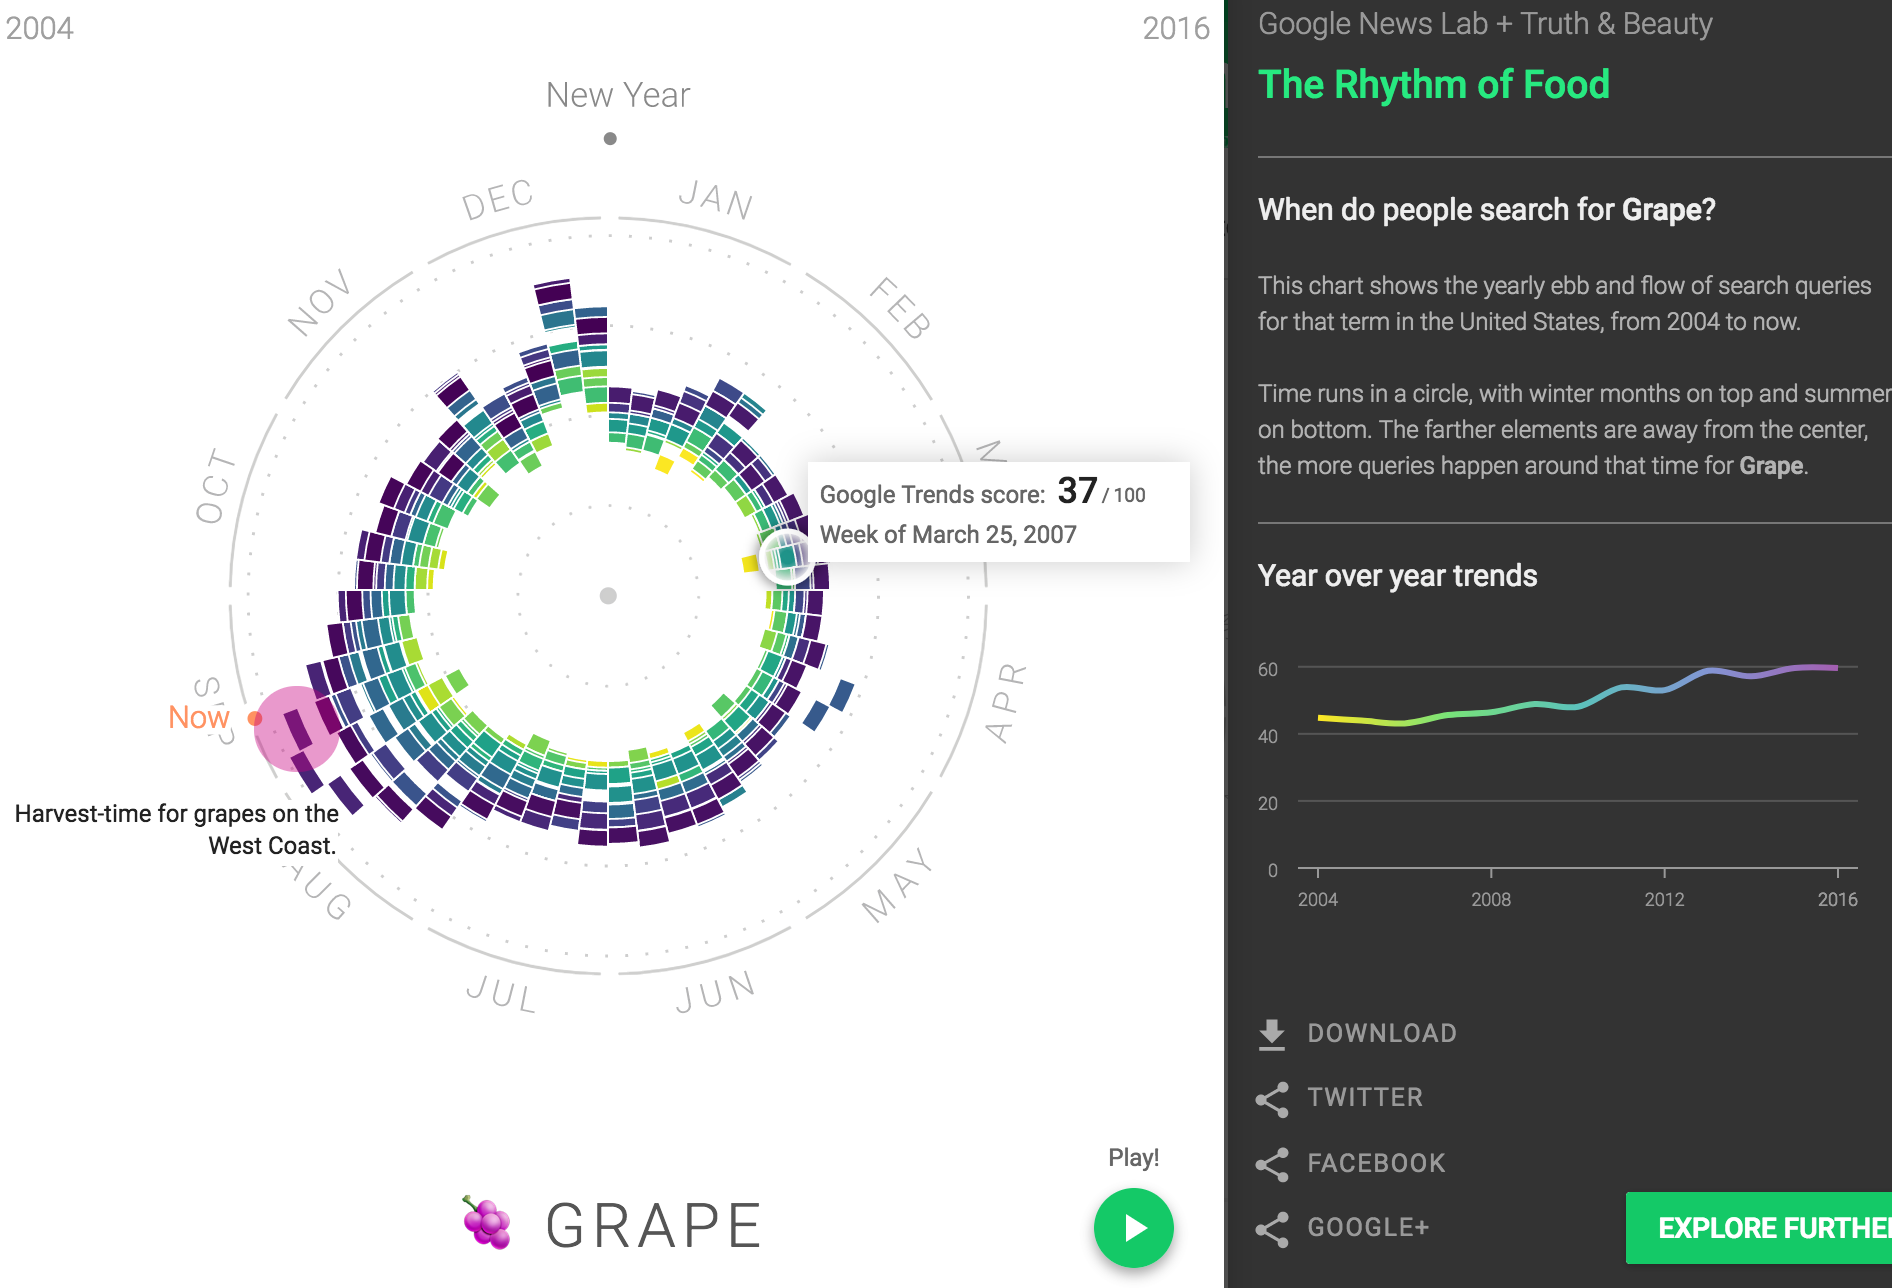 2004
2016
New Year
DEC
JAN
NOV
FEB
OCT
Google Trends score: 37 / 100
Week of March 25, 2007
Now
APR
Harvest-time for grapes on the
West Coast.
AUG
MAY
JUL
JUN
Play!
GRAPE
Google News Lab + Truth & Beauty
The Rhythm of Food
When do people search for Grape?
This chart shows the yearly ebb and flow of search queries
for that term in the United States, from 2004 to now.
Time runs in a circle, with winter months on top and summer
on bottom. The farther elements are away from the center,
the more queries happen around that time for Grape.
Year over year trends
60
40
20
0
2004 2008 2012 2016
DOWNLOAD
TWITTER
FACEBOOK
GOOGLE+
EXPLORE FURTHE